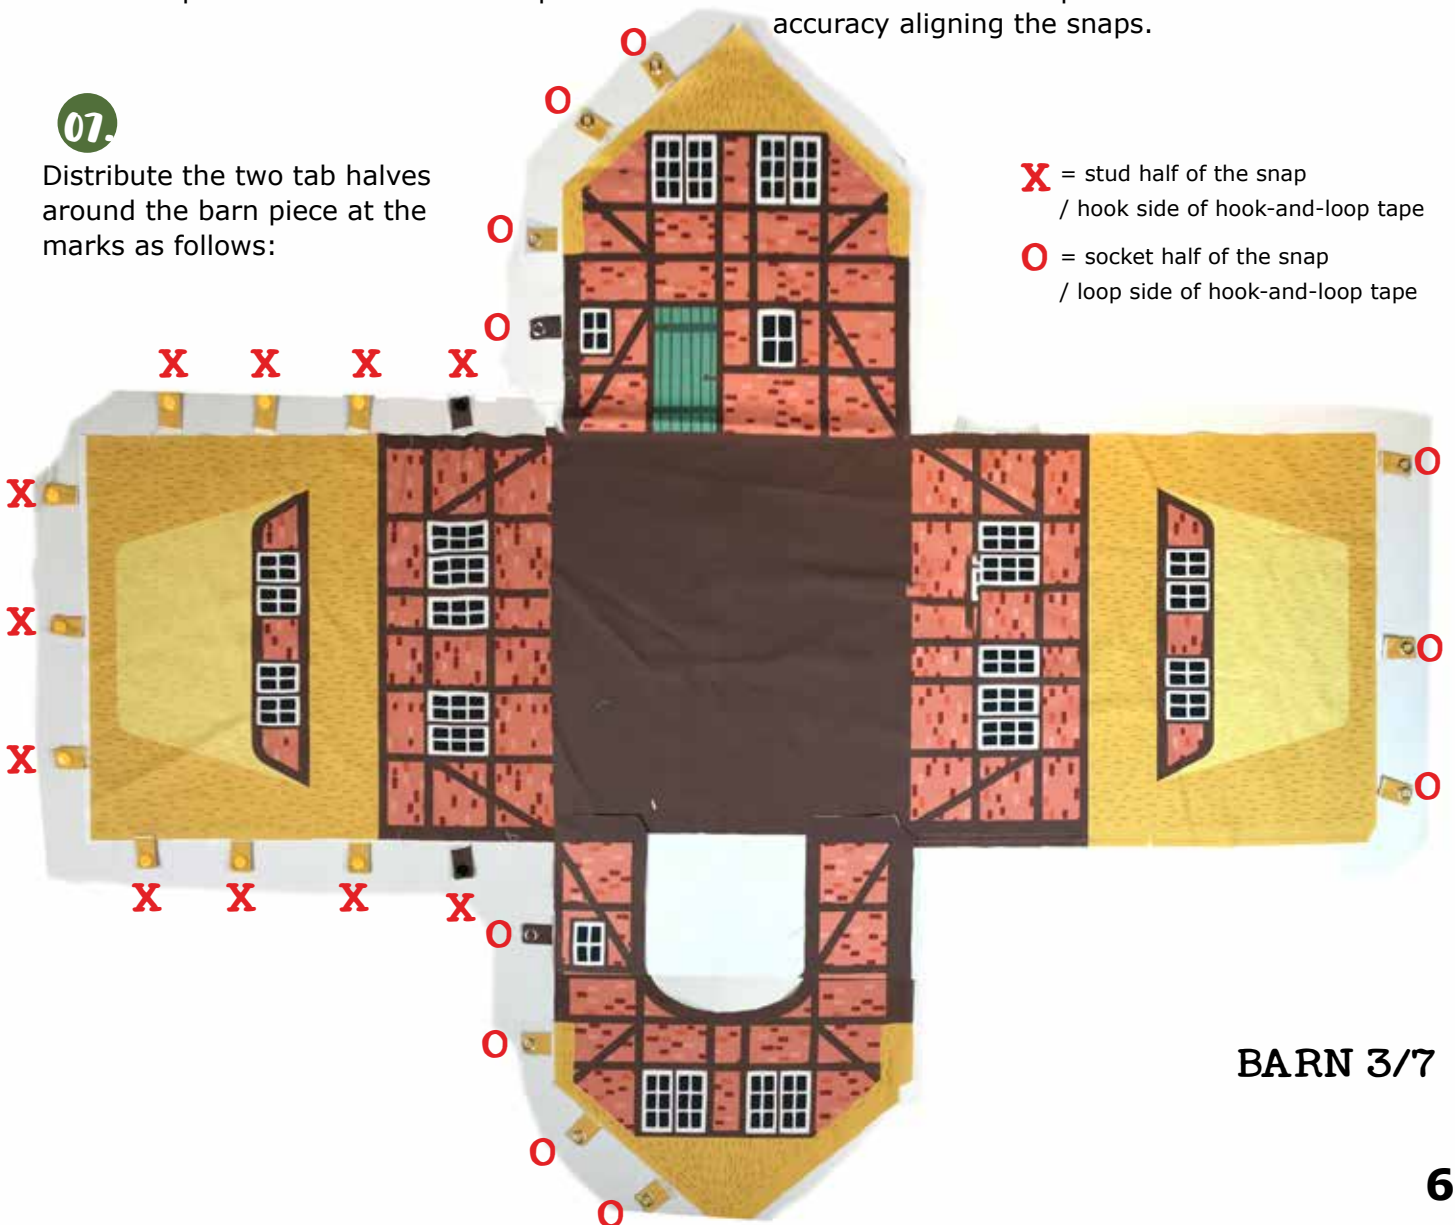 accuracy aligning the snaps.
07.
Distribute the two tab halves
around the barn piece at the
marks as follows:
X = stud half of the snap
/ hook side of hook-and-loop tape
O = socket half of the snap
/ loop side of hook-and-loop tape
O
O
O
O
X X X X
X
X
X
X X X X
O
O
O
O
O
O
O
BARN 3/7
6